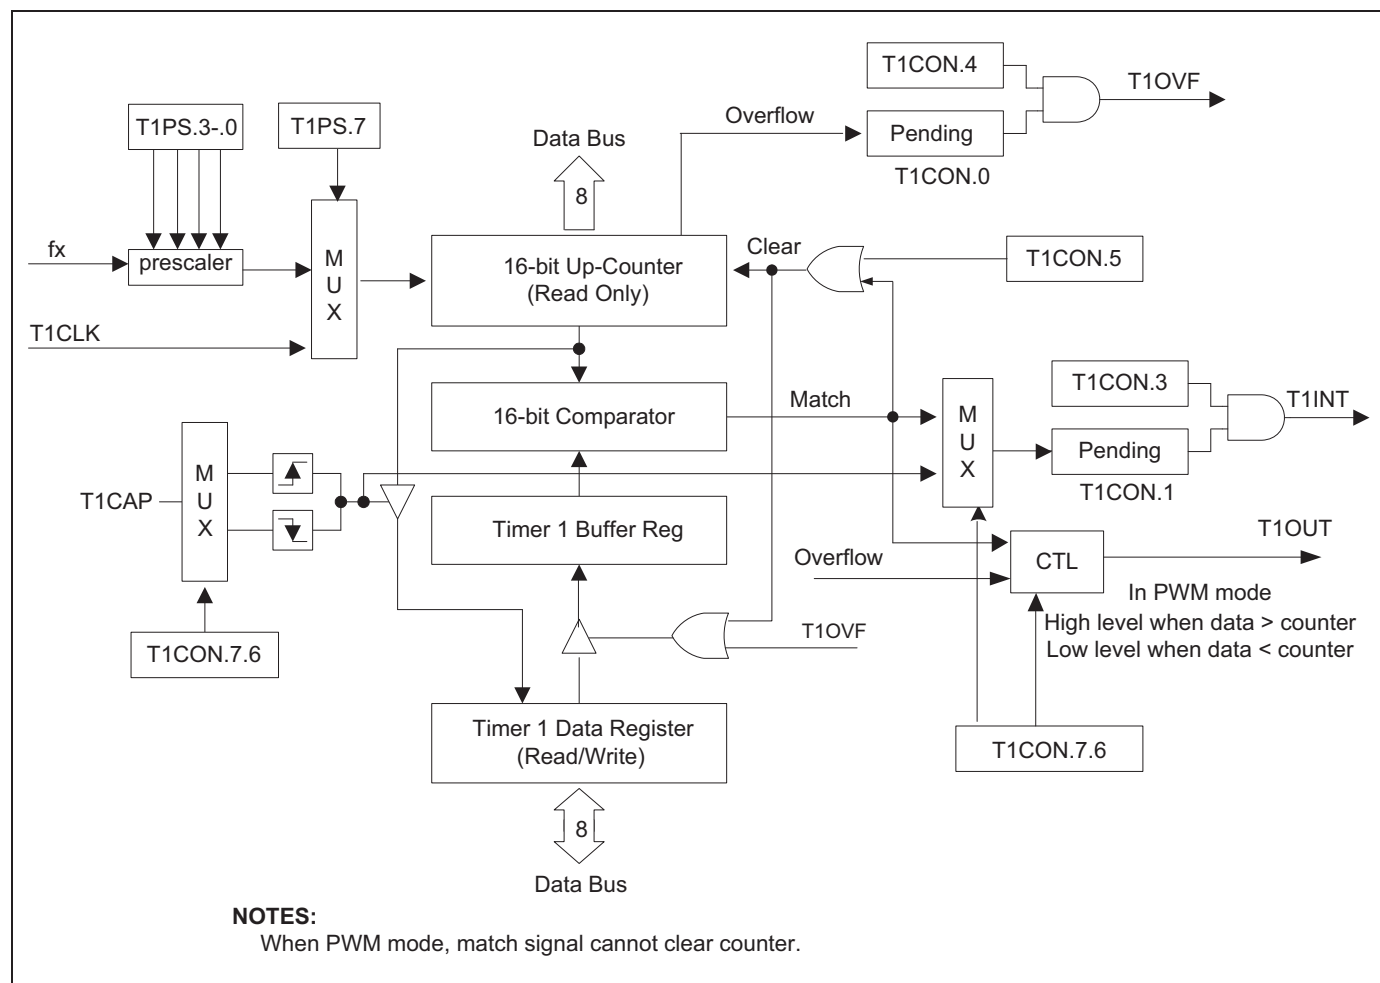 T1CON.4
T1OVF
Overflow
Pending
T1CON.0
T1PS.3-.0
T1PS.7
Data Bus
8
fx
prescaler
M
U
X
T1CLK
16-bit Up-Counter
(Read Only)
Clear
T1CON.5
16-bit Comparator
Match
M
U
X
T1CON.3
T1INT
Pending
T1CON.1
T1CAP
M
U
X
Timer 1 Buffer Reg
Overflow
CTL
T1OUT
In PWM mode
High level when data > counter
Low level when data < counter
T1OVF
T1CON.7.6
Timer 1 Data Register
(Read/Write)
T1CON.7.6
8
Data Bus
NOTES:
When PWM mode, match signal cannot clear counter.